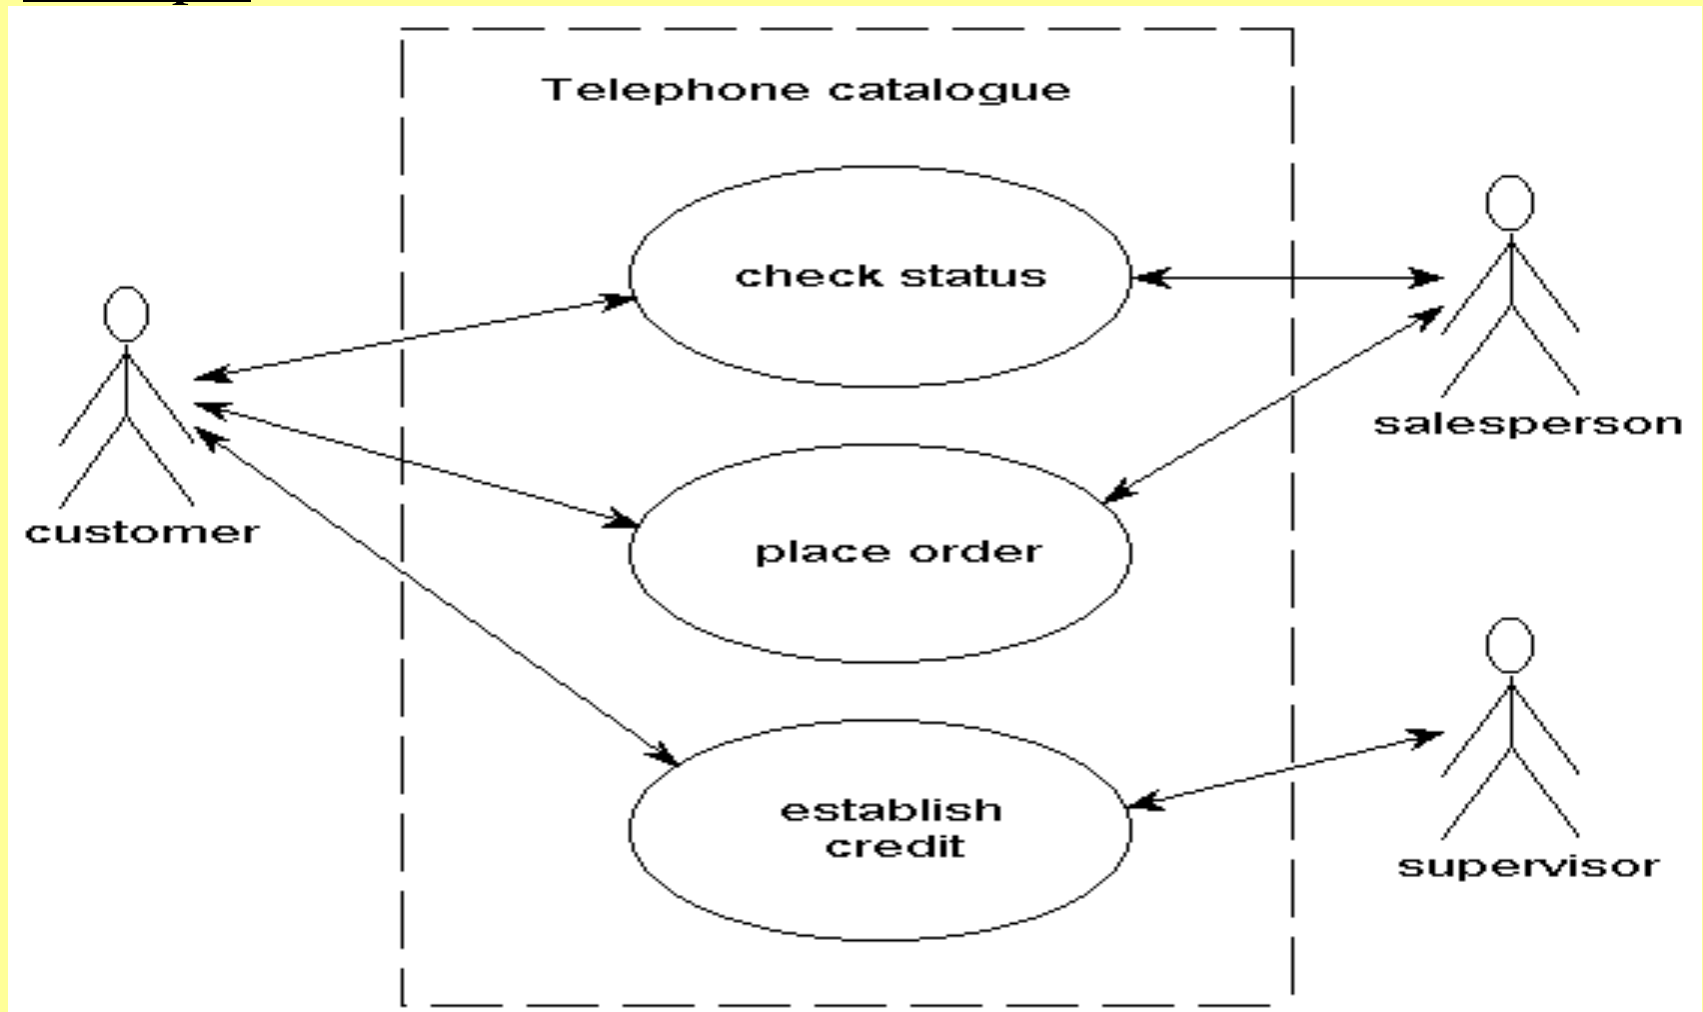 Telephone catalogue
check status
salesperson
customer
place order
establish
credit
supervisor